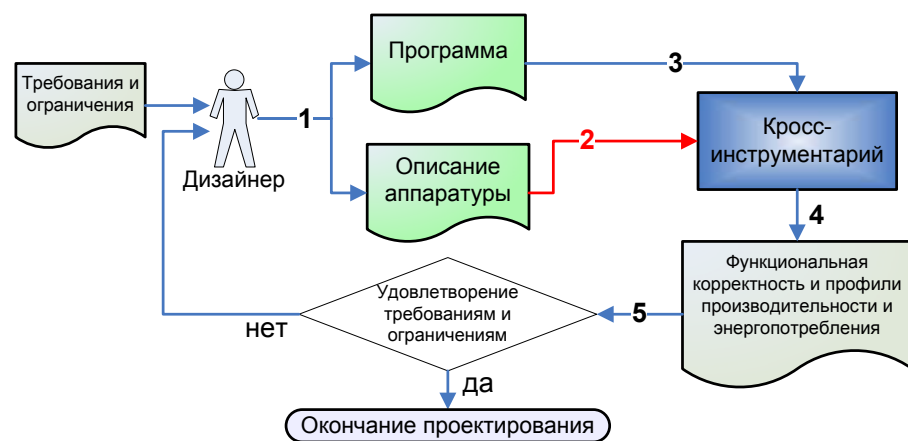 Требования и
ограничения
Дизайнер
1
Программа
Описание
аппаратуры
3
2
Кросс-
инструментарий
4
Функциональная
корректность и профили
производительности и
энергопотребления
5
Удовлетворение
требованиям и
ограничениям
нет
да
Окончание проектирования